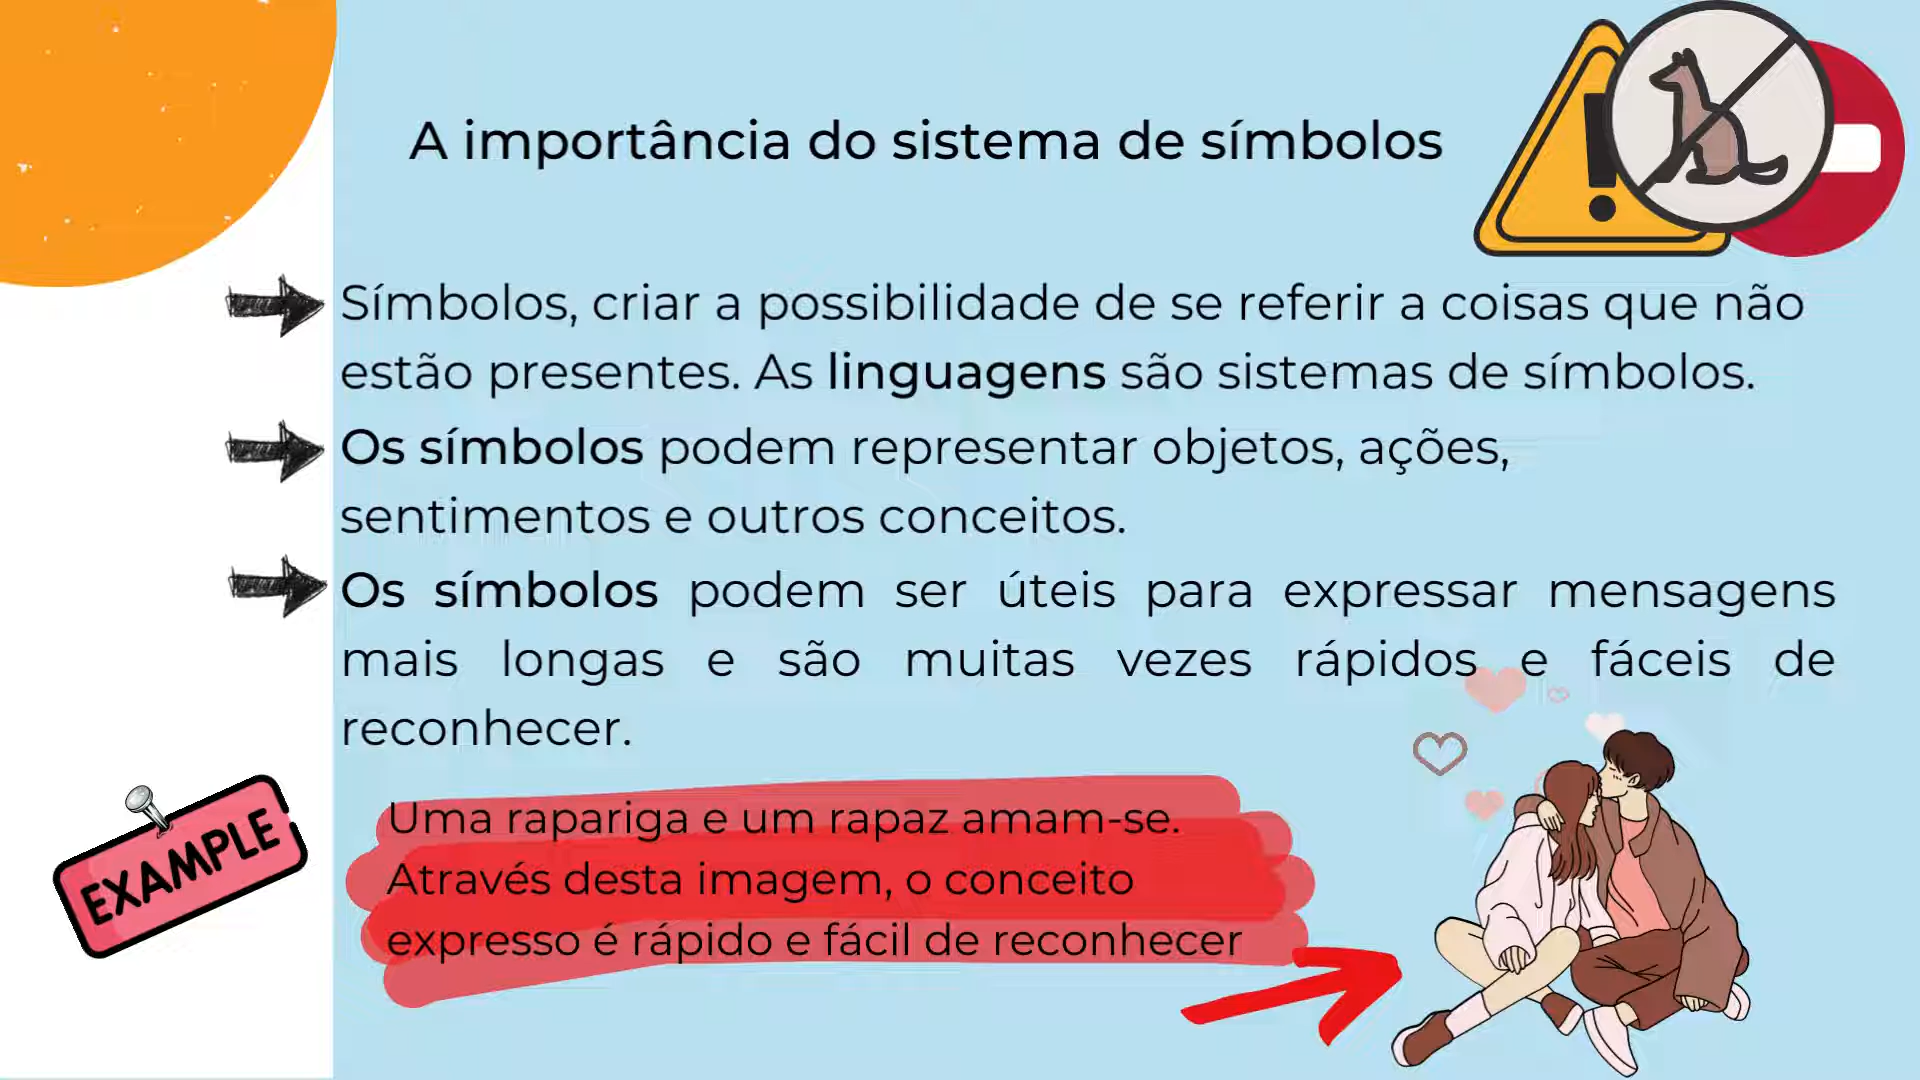 A importância do sistema de símbolos
Símbolos, criar a possibilidade de se referir a coisas que não
estão presentes. As linguagens são sistemas de símbolos.
Os símbolos podem representar objetos, ações,
sentimentos e outros conceitos.
Os símbolos podem ser úteis para expressar mensagens
mais longas e são muitas vezes rápidos e fáceis de
reconhecer.
EXAMPLE
Uma rapariga e um rapaz amam-se.
Através desta imagem, o conceito
expresso é rápido e fácil de reconhecer